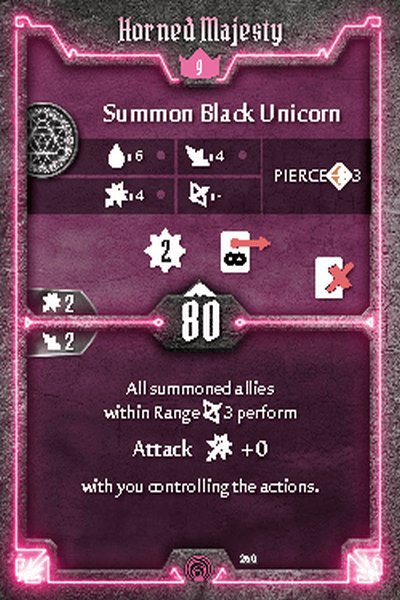 Horned Majesty
9
Summon Black Unicorn
: 6
: 4
: 4
: -
PIERCE 3
2
2
80
2
All summoned allies
within Range 3 perform
Attack +0
with you controlling the actions.
260